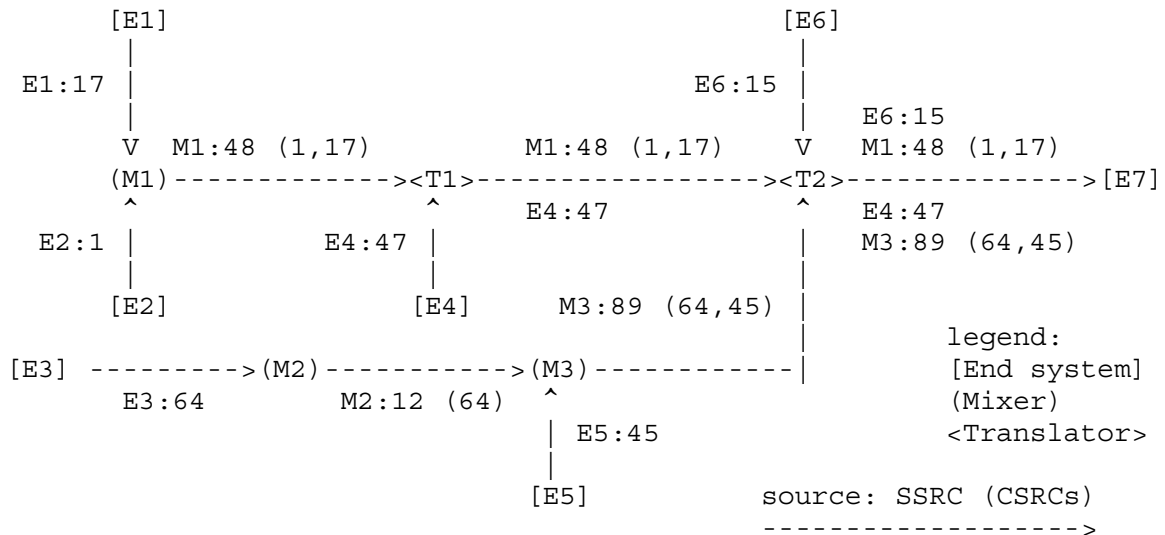 [E1] [E6]
E1:17 E6:15
E6:15
V M1:48 (1,17) M1:48 (1,17) V M1:48 (1,17)
(M1)-------------><T1>-----------------><T2>-------------->[E7]
^ ^ E4:47 ^ E4:47
E2:1 E4:47 M3:89 (64,45)
[E2] [E4] M3:89 (64,45)
legend:
[E3] --------->(M2)----------->(M3)------------| [End system]
E3:64 M2:12 (64) ^ (Mixer)
E5:45 <Translator>
[E5] source: SSRC (CSRCs)
------------------->